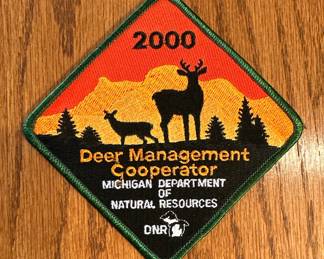 2000
Deer Management
Cooperator
MICHIGAN DEPARTMENT
OF
NATURAL RESOURCES
DNR